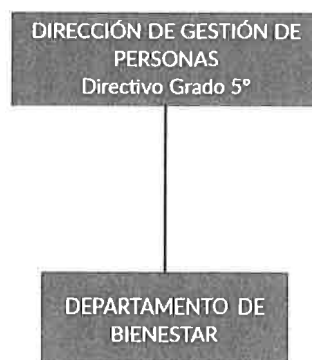 DIRECCIÓN DE GESTIÓN DE
PERSONAS
Directivo Grado 5°
DEPARTAMENTO DE
BIENESTAR